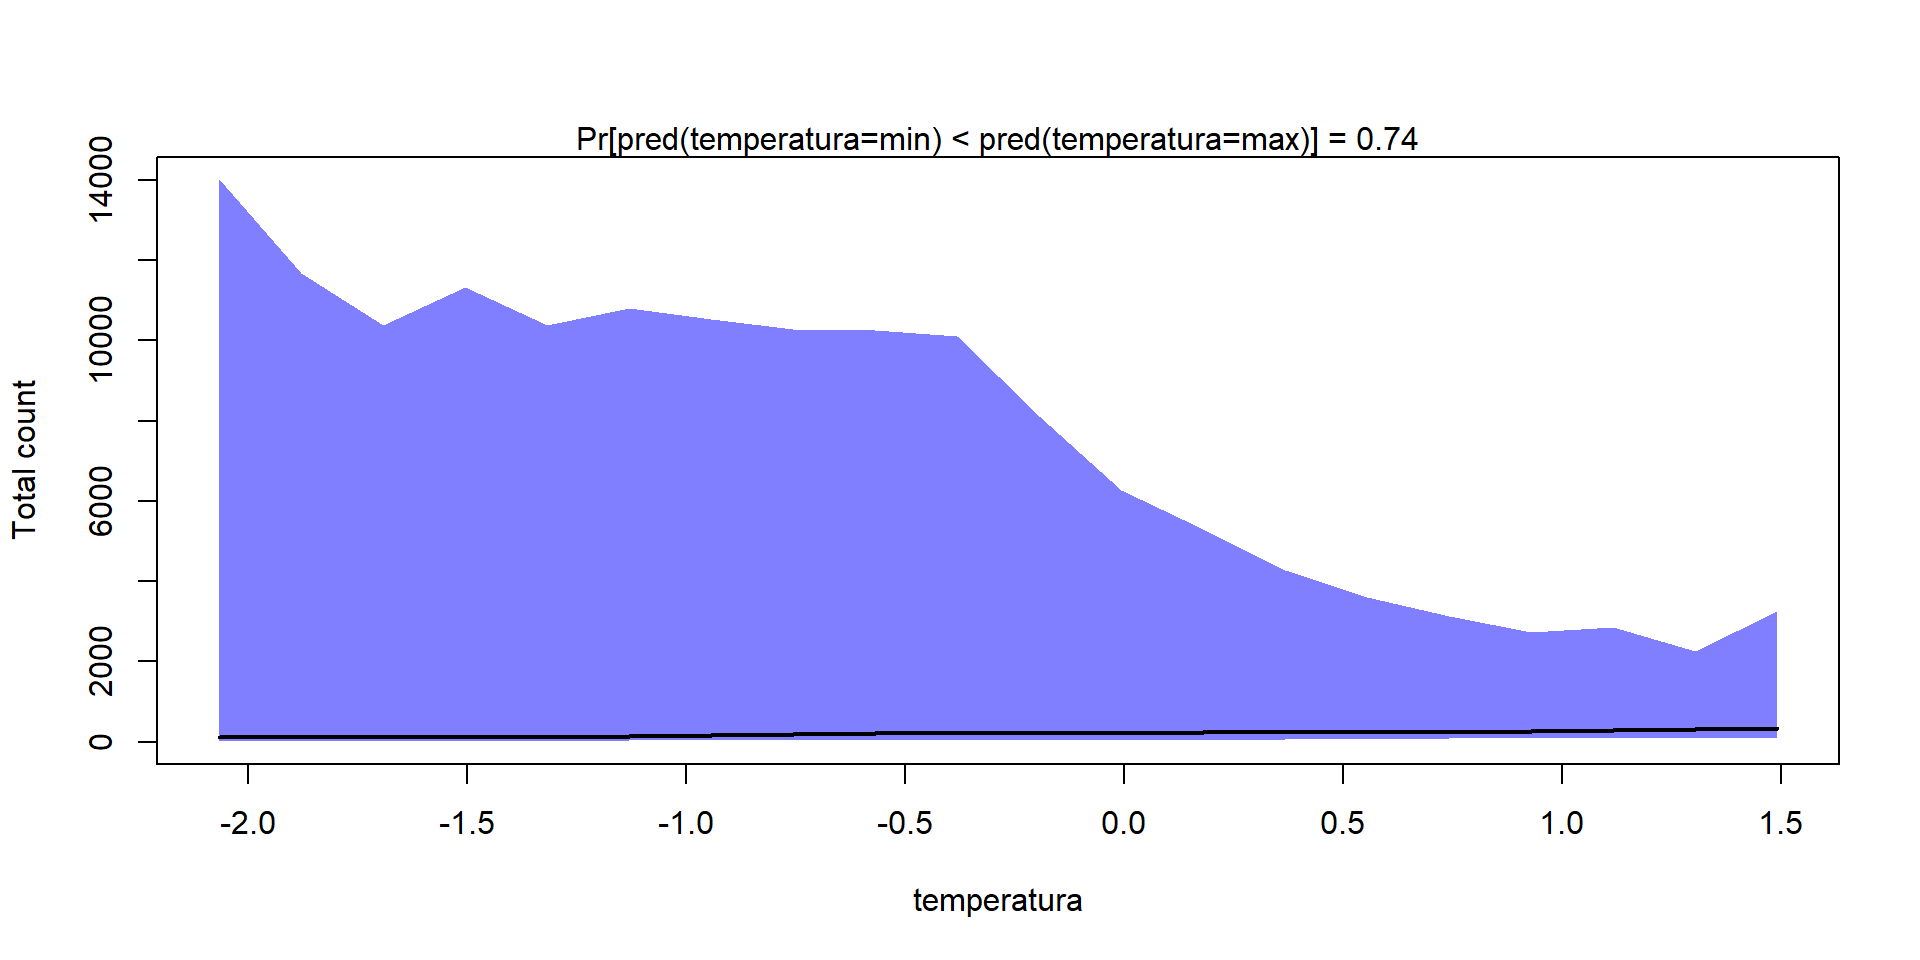 Pr[pred(temperatura=min) < pred(temperatura=max)] = 0.74
Total count
14000
10000
6000
2000
0
-2.0 -1.5 -1.0 -0.5 0.0 0.5 1.0 1.5
temperatura